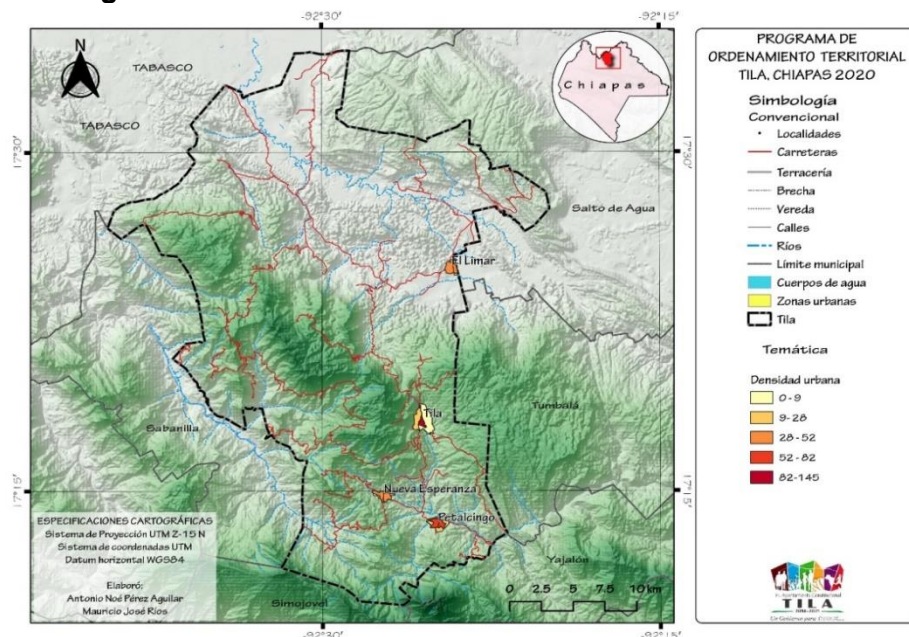 -92°30'
-92°15'
N
TABASCO
TABASCO
Chiapas
17°30'
17°30'
Salto de Agua
El Limar
Tila
Tumbalá
Sabanilla
Nueva Esperanza
17°15'
17°15'
Petalcingo
Yajalón
Simojovel
ESPECIFICACIONES CARTOGRÁFICAS
Sistema de Proyección UTM Z-15 N
Sistema de coordenadas UTM
Datum horizontal WGS84
Elaboró:
Antonio Noé Pérez Aguilar
Mauricio José Ríos
0 2.5 5 7.5 10 km
-92°30'
-92°15'
PROGRAMA DE
ORDENAMIENTO TERRITORIAL
TILA, CHIAPAS 2020
Simbología
Convencional
Localidades
Carreteras
Terracería
Brecha
Vereda
Calles
Ríos
Límite municipal
Cuerpos de agua
Zonas urbanas
Tila
Temática
Densidad urbana
0-9
9-28
28-52
52-82
82-145
TILA